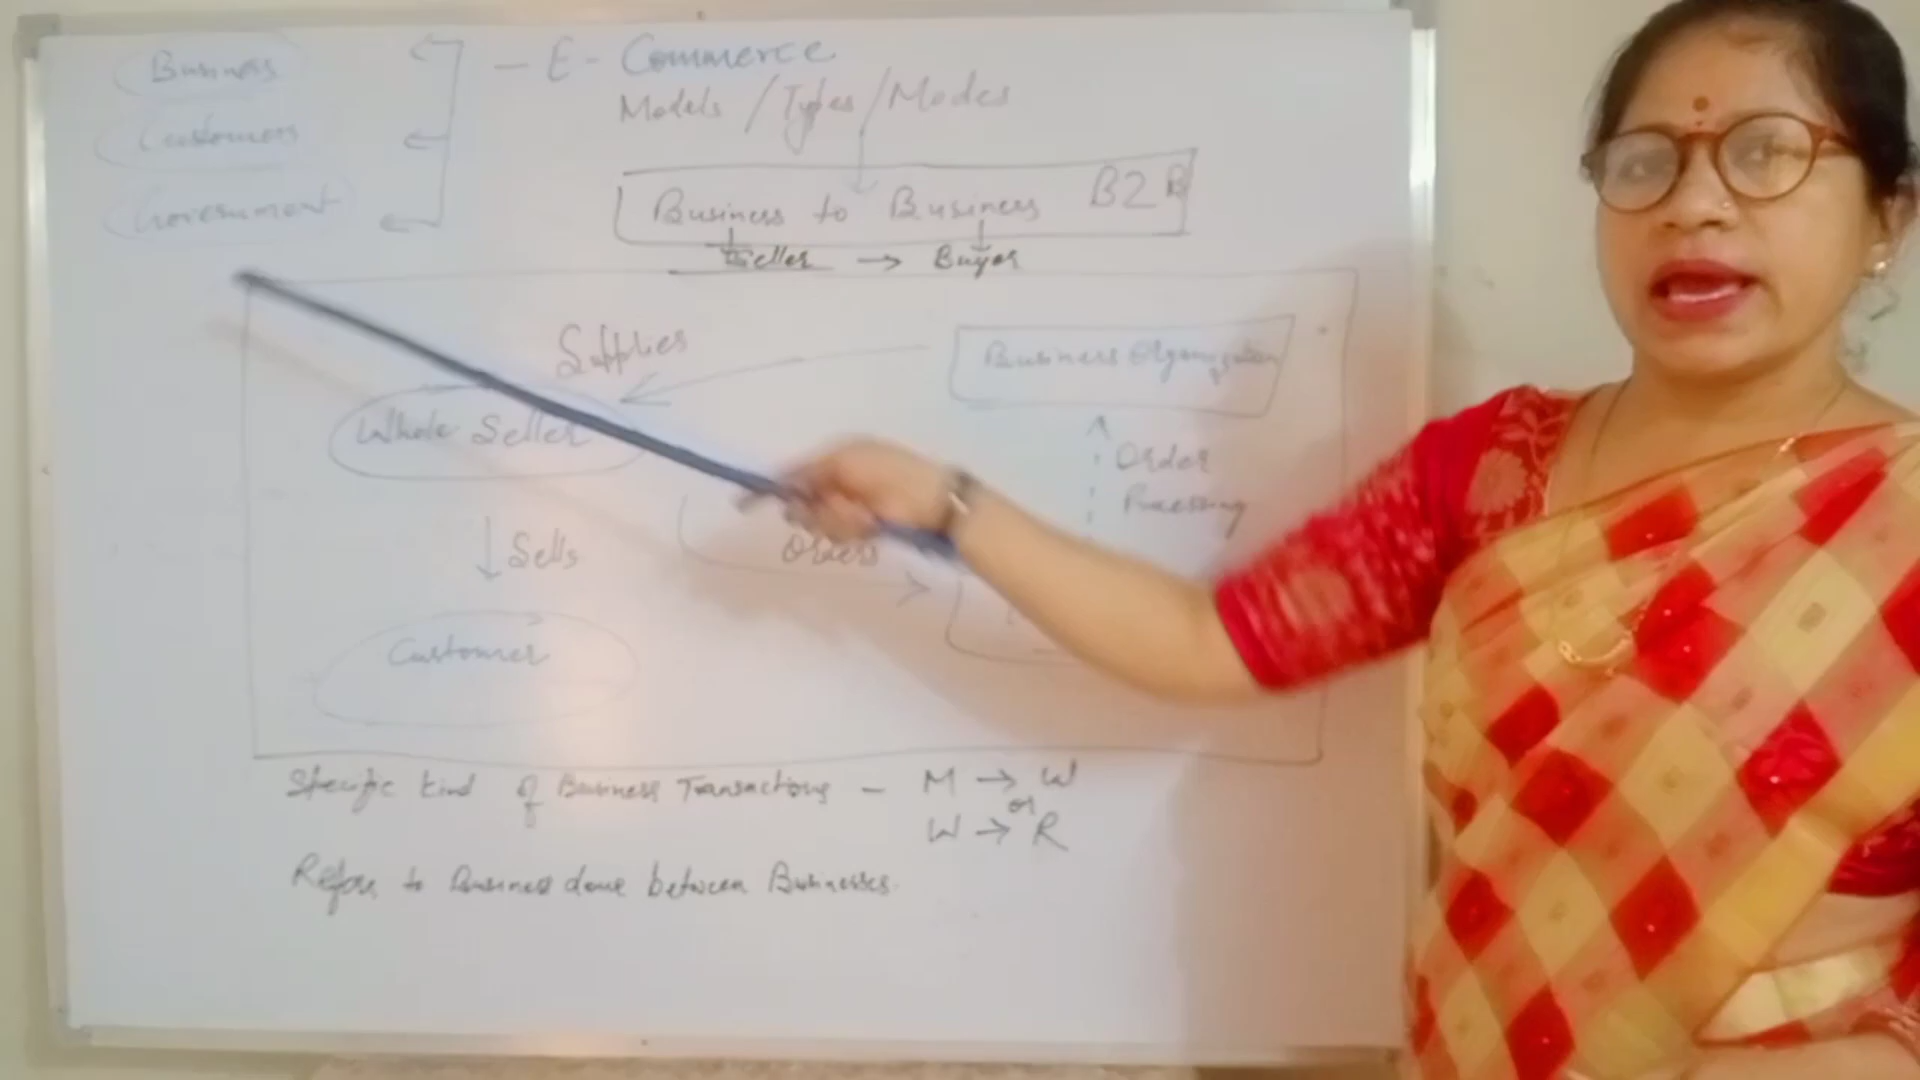 Business
Customers
Government
- E - Commerce
Models / Types / Modes
Business to Business B2B
Seller → Buyer
Supplies
Business Organization
Whole Seller
Order
Processing
Orders
↓ Sells
Customer
Specific kind of Business Transactions - M → W
or
W → R
Refers to Business done between Businesses.